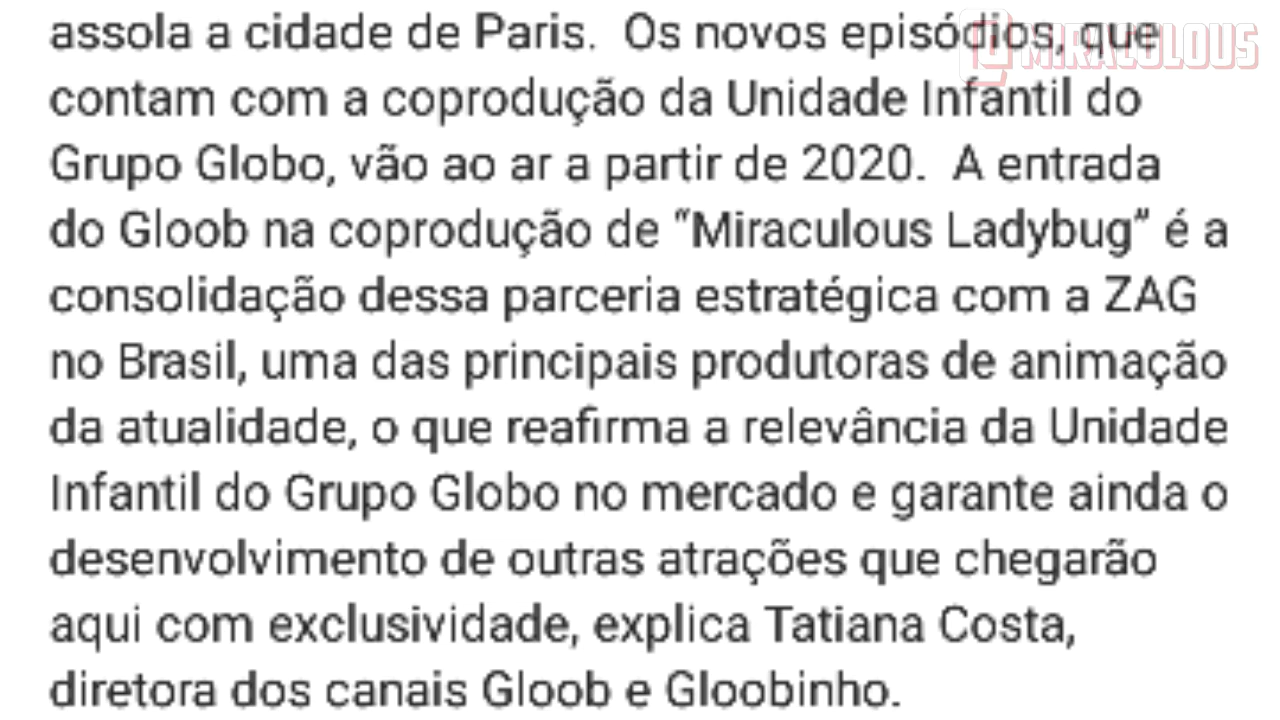 assola a cidade de Paris.  Os novos episódios, que
MIRACULOUS
contam com a coprodução da Unidade Infantil do
Grupo Globo, vão ao ar a partir de 2020.  A entrada
do Gloob na coprodução de “Miraculous Ladybug” é a
consolidação dessa parceria estratégica com a ZAG
no Brasil, uma das principais produtoras de animação
da atualidade, o que reafirma a relevância da Unidade
Infantil do Grupo Globo no mercado e garante ainda o
desenvolvimento de outras atrações que chegarão
aqui com exclusividade, explica Tatiana Costa,
diretora dos canais Gloob e Gloobinho.